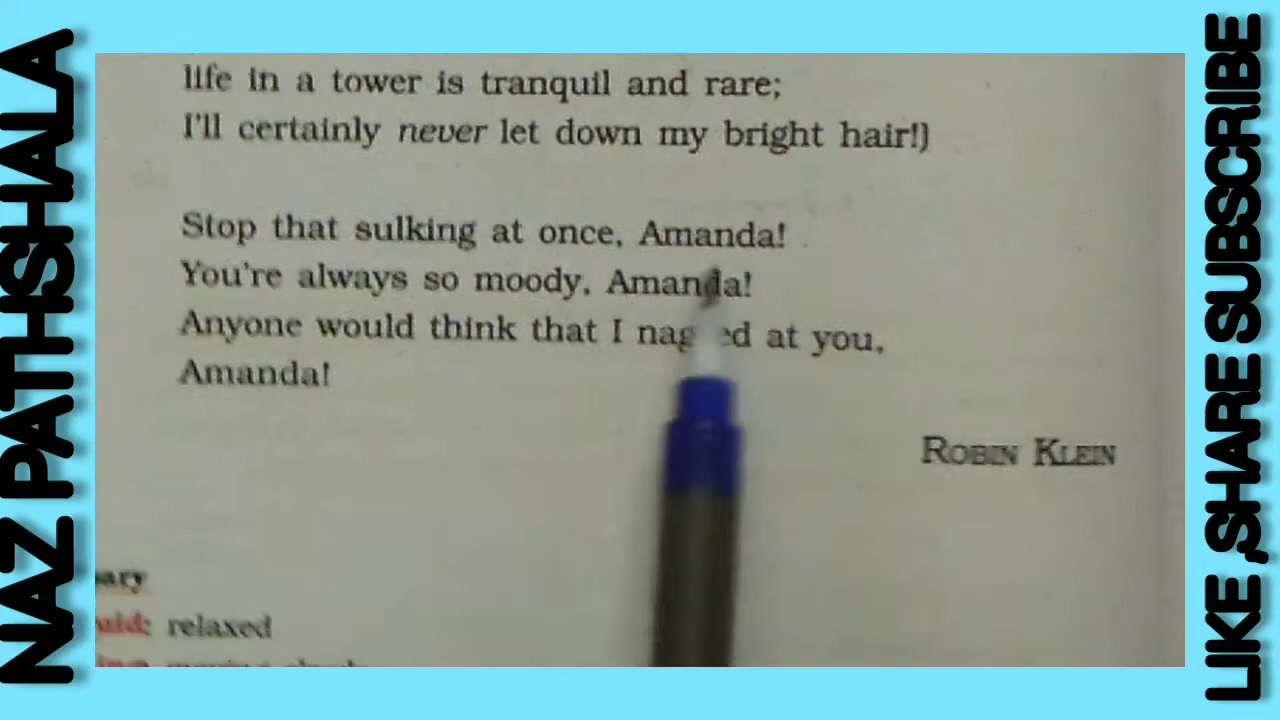 NAZ PATHSHALA
life in a tower is tranquil and rare;
I'll certainly never let down my bright hair!)
Stop that sulking at once, Amanda!
You're always so moody, Amanda!
Anyone would think that I at you,
Amanda!
ROBIN KLEIN
relaxed
LIKE ,SHARE SUBSCRIBE